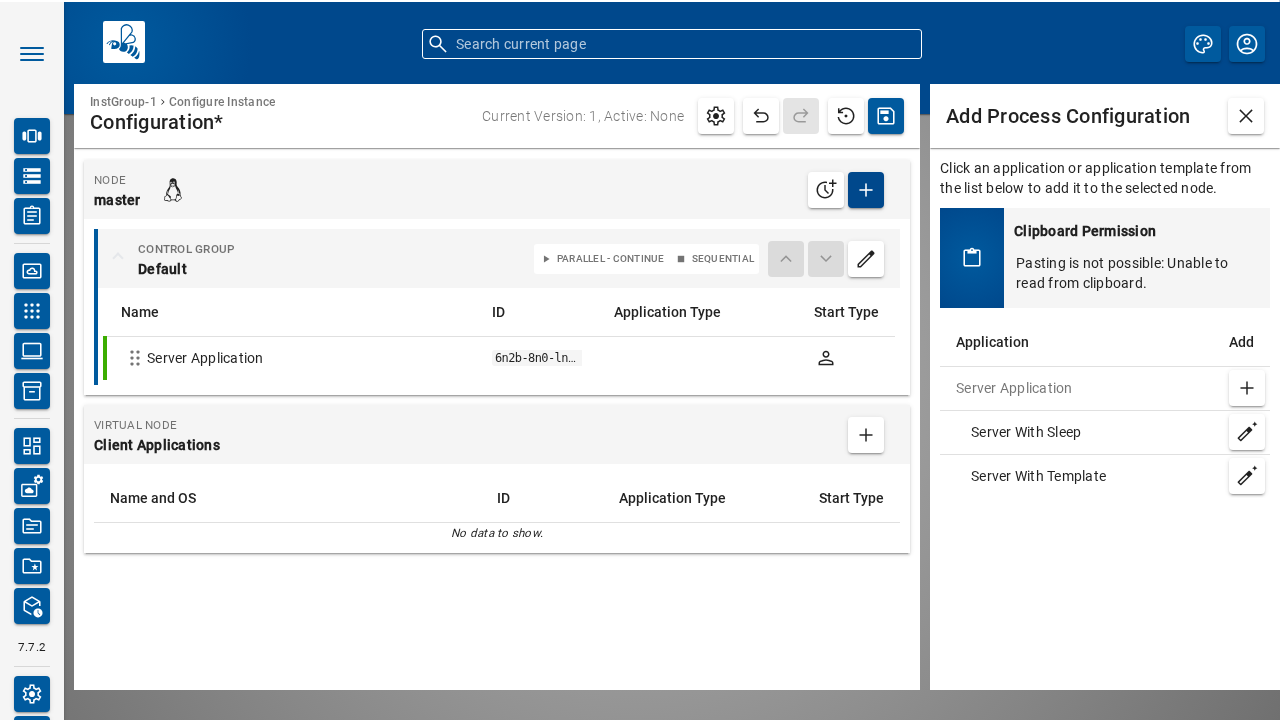 Search current page
InstGroup-1 › Configure Instance
Configuration*
Current Version: 1, Active: None
NODE
master
CONTROL GROUP
Default
PARALLEL - CONTINUE
SEQUENTIAL
Name ID Application Type Start Type
Server Application 6n2b-8n0-ln…
VIRTUAL NODE
Client Applications
Name and OS ID Application Type Start Type
No data to show.
Add Process Configuration
Click an application or application template from
the list below to add it to the selected node.
Clipboard Permission
Pasting is not possible: Unable to
read from clipboard.
Application Add
Server Application
Server With Sleep
Server With Template
7.7.2